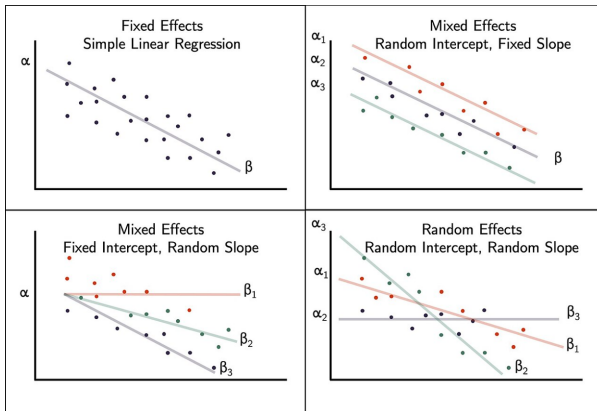 Fixed Effects
Simple Linear Regression
α
β
Mixed Effects
Random Intercept, Fixed Slope
α1
α2
α3
β
Mixed Effects
Fixed Intercept, Random Slope
α
β1
β2
β3
Random Effects
Random Intercept, Random Slope
α3
α1
α2
β3
β1
β2